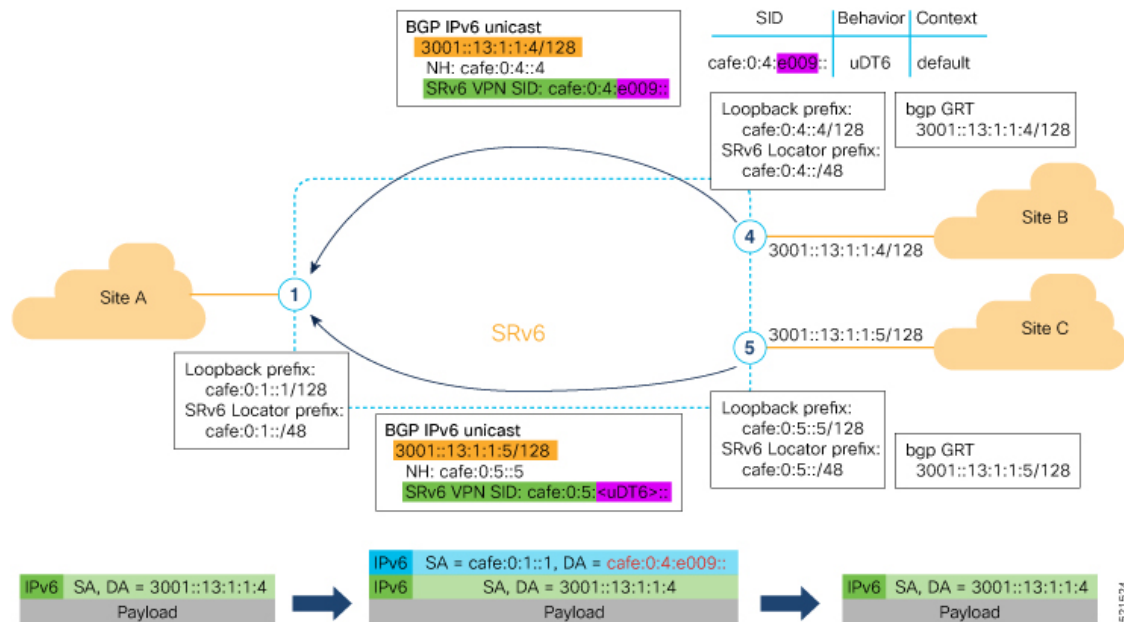 BGP IPv6 unicast
3001::13:1:1:4/128
NH: cafe:0:4::4
SRv6 VPN SID: cafe:0:4:e009::
SID Behavior Context
cafe:0:4:e009:: uDT6 default
Loopback prefix:
cafe:0:4::4/128
SRv6 Locator prefix:
cafe:0:4::/48
bgp GRT
3001::13:1:1:4/128
Site A
1
SRv6
4
3001::13:1:1:4/128
Site B
5
3001::13:1:1:5/128
Site C
Loopback prefix:
cafe:0:1::1/128
SRv6 Locator prefix:
cafe:0:1::/48
BGP IPv6 unicast
3001::13:1:1:5/128
NH: cafe:0:5::5
SRv6 VPN SID: cafe:0:5:<uDT6>::
Loopback prefix:
cafe:0:5::5/128
SRv6 Locator prefix:
cafe:0:5::/48
bgp GRT
3001::13:1:1:5/128
IPv6 SA, DA = 3001::13:1:1:4
Payload
IPv6 SA = cafe:0:1::1, DA = cafe:0:4:e009::
IPv6 SA, DA = 3001::13:1:1:4
Payload
IPv6 SA, DA = 3001::13:1:1:4
Payload